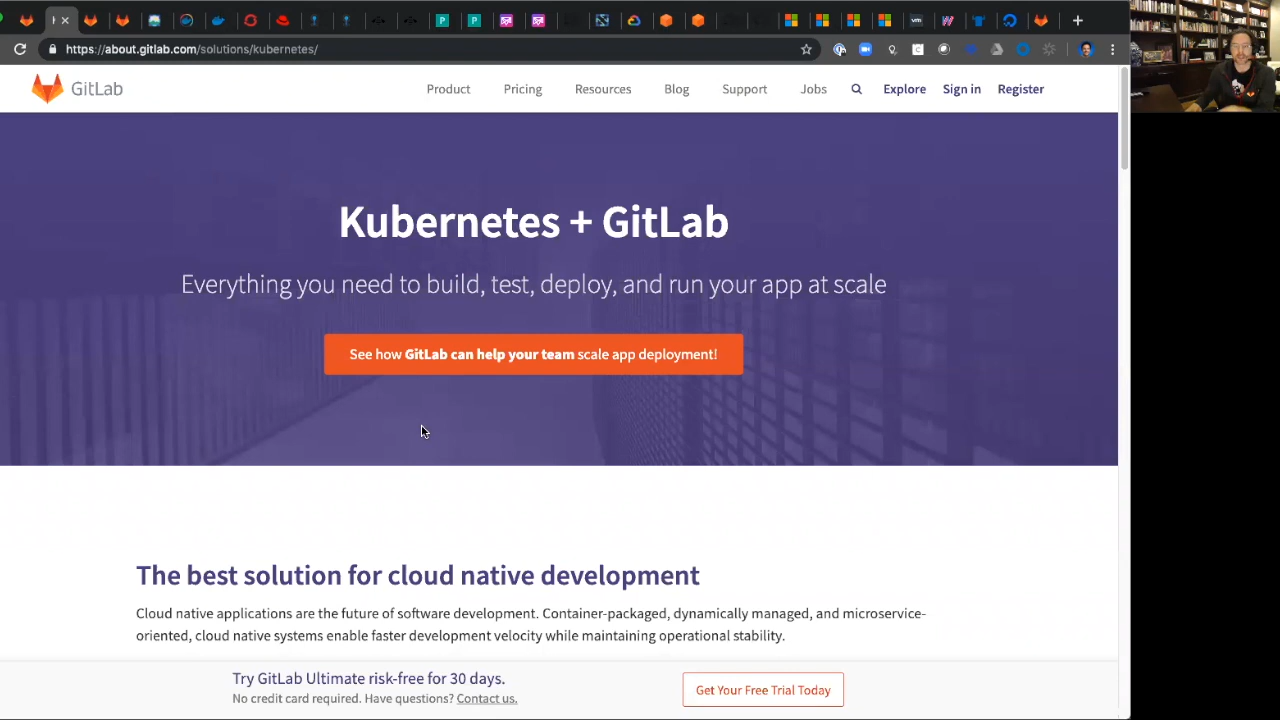 https://about.gitlab.com/solutions/kubernetes/
GitLab
Product Pricing Resources Blog Support Jobs Explore Sign in Register
Kubernetes + GitLab
Everything you need to build, test, deploy, and run your app at scale
See how GitLab can help your team scale app deployment!
The best solution for cloud native development
Cloud native applications are the future of software development. Container-packaged, dynamically managed, and microservice-
oriented, cloud native systems enable faster development velocity while maintaining operational stability.
Try GitLab Ultimate risk-free for 30 days.
No credit card required. Have questions? Contact us.
Get Your Free Trial Today